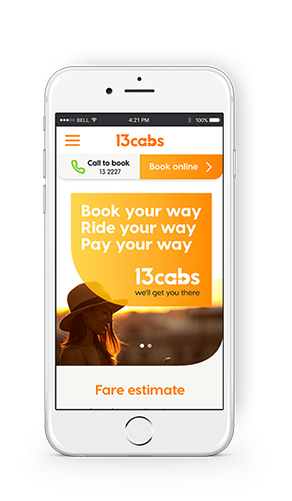 BELL 4:21 PM 100%
13cabs
Call to book
13 2227
Book online
Book your way
Ride your way
Pay your way
13cabs
we'll get you there
Fare estimate